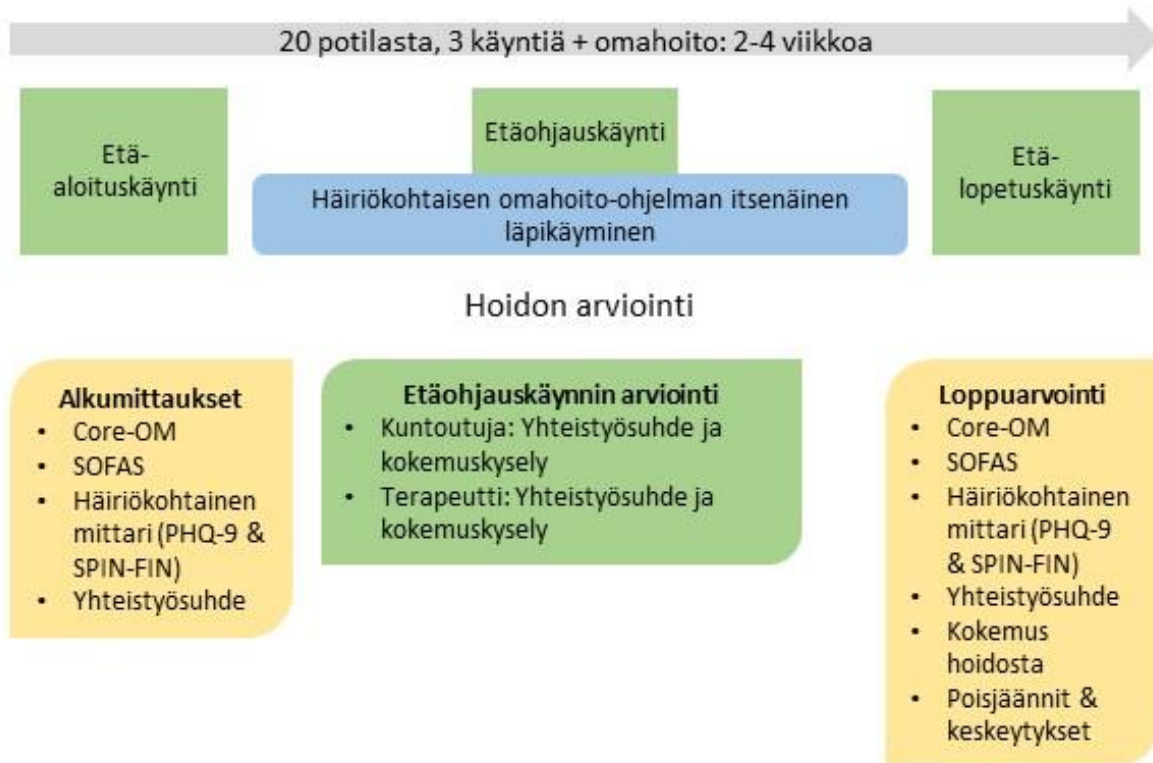 20 potilasta, 3 käyntiä + omahoito: 2-4 viikkoa
Etä-
aloituskäynti
Etäohjauskäynti
Häiriökohtaisen omahoito-ohjelman itsenäinen
läpikäyminen
Etä-
lopetuskäynti
Hoidon arviointi
Alkumittaukset
• Core-OM
• SOFAS
• Häiriökohtainen
mittari (PHQ-9 &
SPIN-FIN)
• Yhteistyösuhde
Etäohjauskäynnin arviointi
• Kuntoutuja: Yhteistyösuhde ja
kokemuskysely
• Terapeutti: Yhteistyösuhde ja
kokemuskysely
Loppuarvointi
• Core-OM
• SOFAS
• Häiriökohtainen
mittari (PHQ-9
& SPIN-FIN)
• Yhteistyösuhde
• Kokemus
hoidosta
• Poisjäännit &
keskeytykset